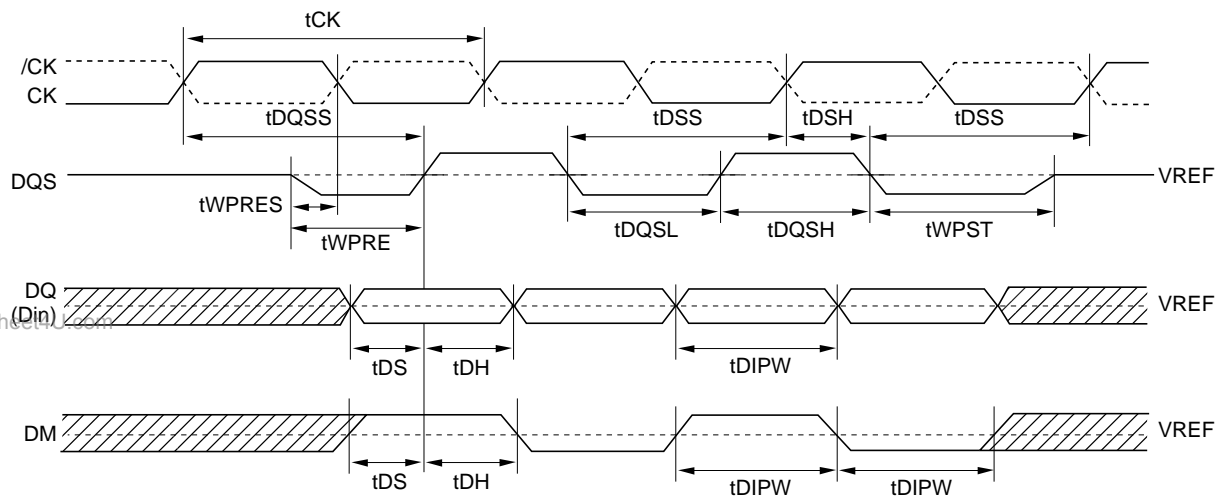 tCK
/CK
CK
tDQSS
tDSS
tDSH
tDSS
DQS
VREF
tWPRES
tWPRE
tDQSL
tDQSH
tWPST
DQ
(Din)
VREF
tDS
tDH
tDIPW
DM
VREF
tDS
tDH
tDIPW
tDIPW